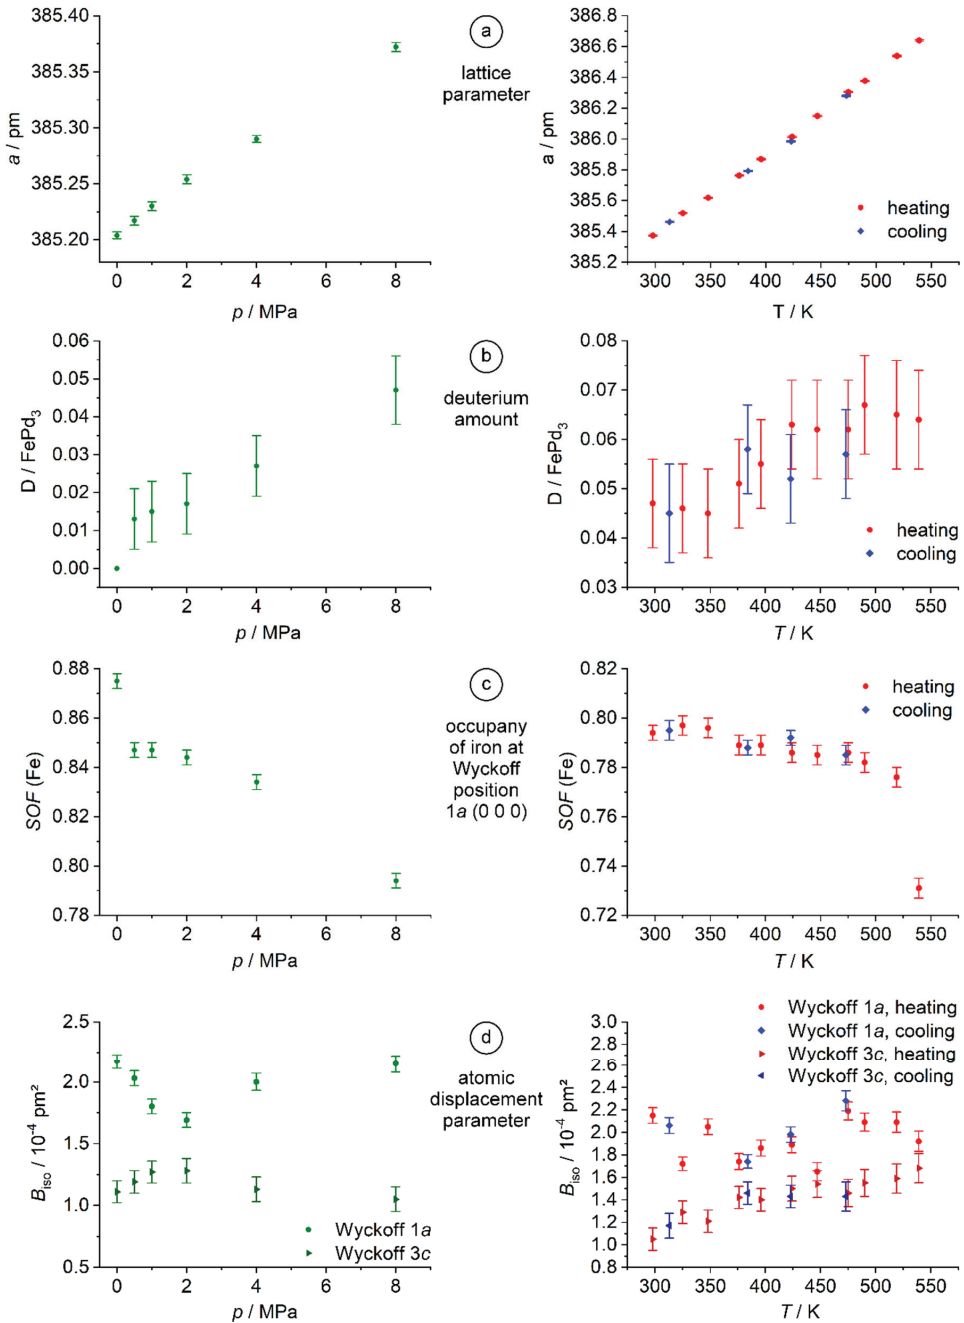 385.40
385.35
385.30
385.25
385.20
a / pm
0
2
4
6
8
p / MPa
a
lattice
parameter
386.8
386.6
386.4
386.2
386.0
385.8
385.6
385.4
385.2
a / pm
heating
cooling
300
350
400
450
500
550
T / K
0.06
0.05
0.04
0.03
0.02
0.01
0.00
D / FePd₃
0
2
4
6
8
p / MPa
b
deuterium
amount
0.08
0.07
0.06
0.05
0.04
0.03
D / FePd₃
heating
cooling
300
350
400
450
500
550
T / K
0.88
0.86
0.84
0.82
0.80
0.78
SOF (Fe)
0
2
4
6
8
p / MPa
c
occupany
of iron at
Wyckoff
position
1a (0 0 0)
0.82
0.80
0.78
0.76
0.74
0.72
SOF (Fe)
heating
cooling
300
350
400
450
500
550
T / K
2.5
2.0
1.5
1.0
0.5
Biso / 10⁻⁴ pm²
Wyckoff 1a
Wyckoff 3c
0
2
4
6
8
p / MPa
d
atomic
displacement
parameter
Wyckoff 1a, heating
Wyckoff 1a, cooling
Wyckoff 3c, heating
Wyckoff 3c, cooling
3.0
2.8
2.6
2.4
2.2
2.0
1.8
1.6
1.4
1.2
1.0
0.8
Biso / 10⁻⁴ pm²
300
350
400
450
500
550
T / K